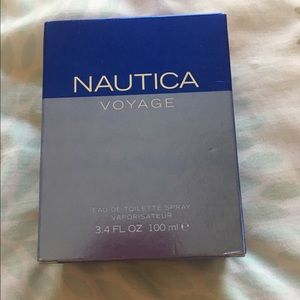 NAUTICA
VOYAGE
EAU DE TOILETTE SPRAY
VAPORISATEUR
3.4 FL OZ 100 ml ℮